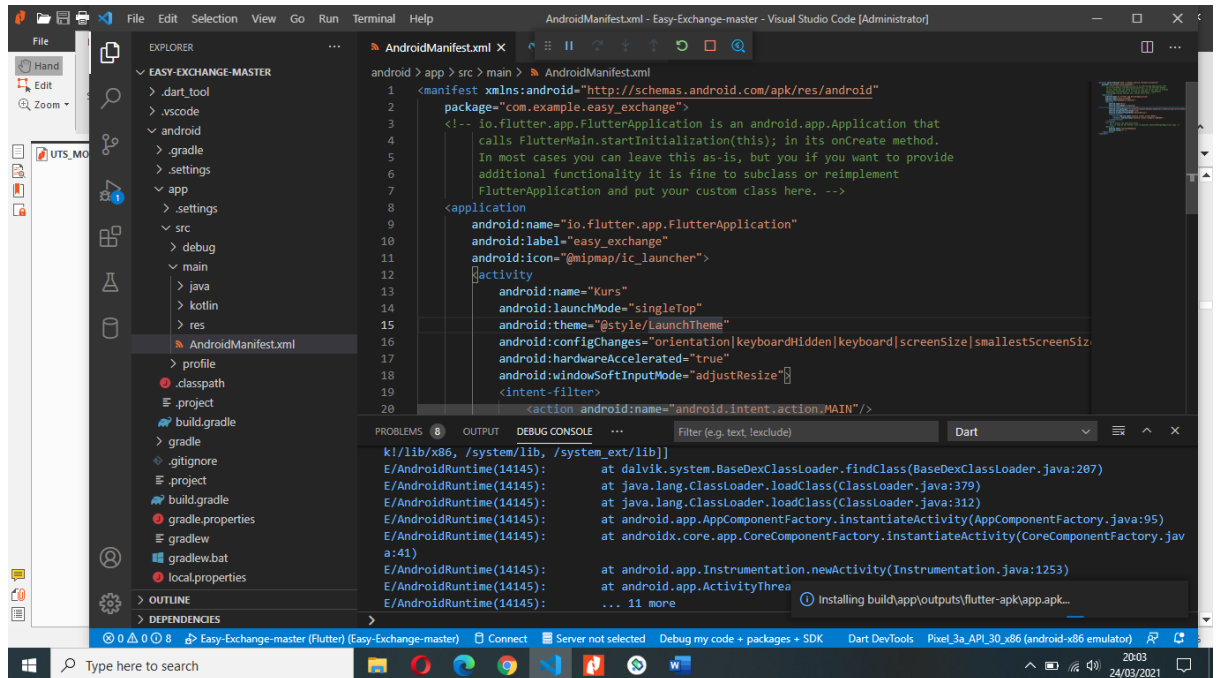 File Edit Selection View Go Run Terminal Help AndroidManifest.xml - Easy-Exchange-master - Visual Studio Code [Administrator]
File
Hand
Edit
Zoom
UTS_MO
EXPLORER
EASY-EXCHANGE-MASTER
.dart_tool
.vscode
android
.gradle
.settings
app
.settings
src
debug
main
java
kotlin
res
AndroidManifest.xml
profile
.classpath
.project
build.gradle
gradle
.gitignore
.project
build.gradle
gradle.properties
gradlew
gradlew.bat
local.properties
OUTLINE
DEPENDENCIES
1
AndroidManifest.xml
android > app > src > main > AndroidManifest.xml
1 <manifest xmlns:android="http://schemas.android.com/apk/res/android"
2 package="com.example.easy_exchange">
3 <!-- io.flutter.app.FlutterApplication is an android.app.Application that
4 calls FlutterMain.startInitialization(this); in its onCreate method.
5 In most cases you can leave this as-is, but you if you want to provide
6 additional functionality it is fine to subclass or reimplement
7 FlutterApplication and put your custom class here. -->
8 <application
9 android:name="io.flutter.app.FlutterApplication"
10 android:label="easy_exchange"
11 android:icon="@mipmap/ic_launcher">
12 <activity
13 android:name="Kurs"
14 android:launchMode="singleTop"
15 android:theme="@style/LaunchTheme"
16 android:configChanges="orientation|keyboardHidden|keyboard|screenSize|smallestScreenSiz
17 android:hardwareAccelerated="true"
18 android:windowSoftInputMode="adjustResize">
19 <intent-filter>
20 <action android:name="android.intent.action.MAIN"/>
PROBLEMS 8 OUTPUT DEBUG CONSOLE ... Filter (e.g. text, !exclude) Dart
k!/lib/x86, /system/lib, /system_ext/lib]]
E/AndroidRuntime(14145): at dalvik.system.BaseDexClassLoader.findClass(BaseDexClassLoader.java:207)
E/AndroidRuntime(14145): at java.lang.ClassLoader.loadClass(ClassLoader.java:379)
E/AndroidRuntime(14145): at java.lang.ClassLoader.loadClass(ClassLoader.java:312)
E/AndroidRuntime(14145): at android.app.AppComponentFactory.instantiateActivity(AppComponentFactory.java:95)
E/AndroidRuntime(14145): at androidx.core.app.CoreComponentFactory.instantiateActivity(CoreComponentFactory.jav
a:41)
E/AndroidRuntime(14145): at android.app.Instrumentation.newActivity(Instrumentation.java:1253)
E/AndroidRuntime(14145): at android.app.ActivityThrea
E/AndroidRuntime(14145): ... 11 more
Installing build\app\outputs\flutter-apk\app.apk...
0 0 8 Easy-Exchange-master (Flutter) (Easy-Exchange-master) Connect Server not selected Debug my code + packages + SDK Dart DevTools Pixel_3a_API_30_x86 (android-x86 emulator)
Type here to search
20:03
24/03/2021